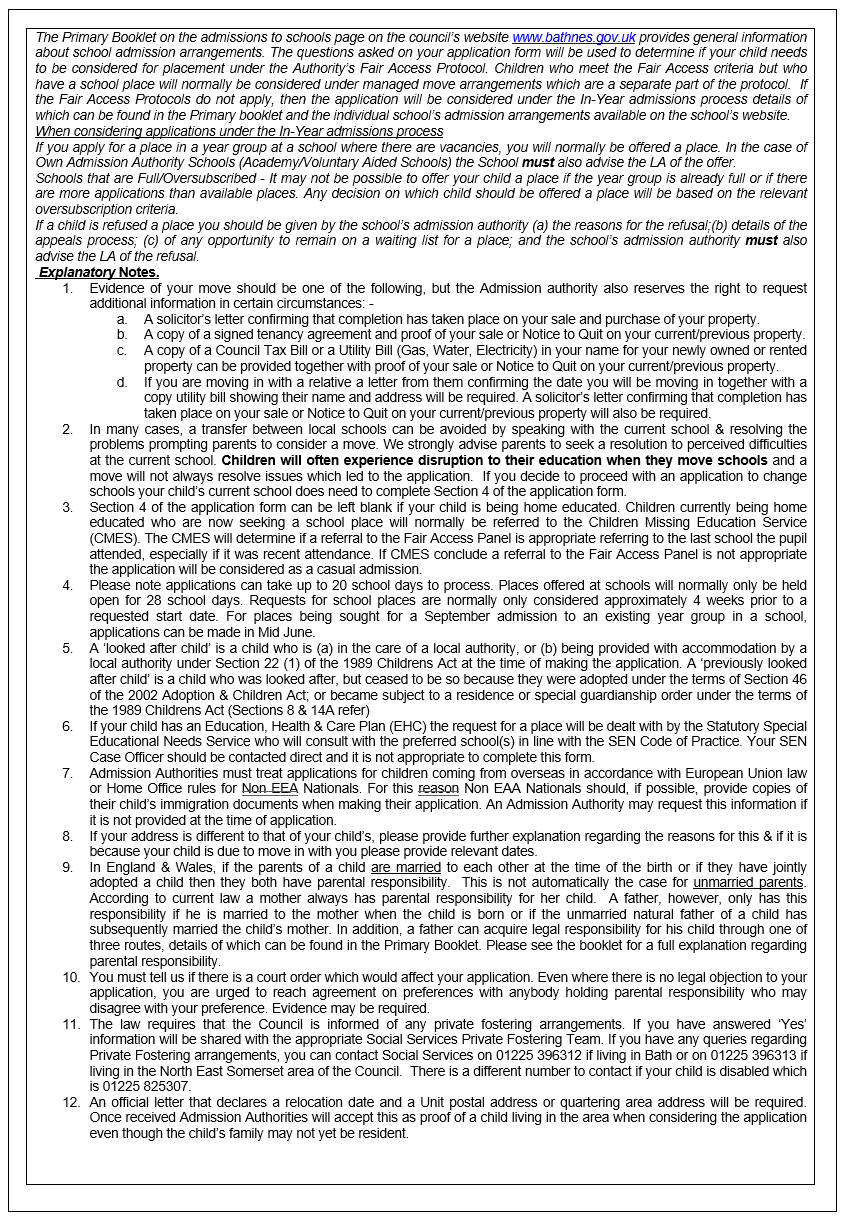 The Primary Booklet on the admissions to schools page on the council's website www.bathnes.gov.uk provides general information
about school admission arrangements. The questions asked on your application form will be used to determine if your child needs
to be considered for placement under the Authority's Fair Access Protocol. Children who meet the Fair Access criteria but who
have a school place will normally be considered under managed move arrangements which are a separate part of the protocol. If
the Fair Access Protocols do not apply, then the application will be considered under the In-Year admissions process details of
which can be found in the Primary booklet and the individual school's admission arrangements available on the school's website.
When considering applications under the In-Year admissions process
If you apply for a place in a year group at a school where there are vacancies, you will normally be offered a place. In the case of
Own Admission Authority Schools (Academy/Voluntary Aided Schools) the School must also advise the LA of the offer.
Schools that are Full/Oversubscribed - It may not be possible to offer your child a place if the year group is already full or if there
are more applications than available places. Any decision on which child should be offered a place will be based on the relevant
oversubscription criteria.
If a child is refused a place you should be given by the school's admission authority (a) the reasons for the refusal;(b) details of the
appeals process; (c) of any opportunity to remain on a waiting list for a place; and the school's admission authority must also
advise the LA of the refusal.
Explanatory Notes.
1. Evidence of your move should be one of the following, but the Admission authority also reserves the right to request
additional information in certain circumstances: -
a. A solicitor's letter confirming that completion has taken place on your sale and purchase of your property.
b. A copy of a signed tenancy agreement and proof of your sale or Notice to Quit on your current/previous property.
c. A copy of a Council Tax Bill or a Utility Bill (Gas, Water, Electricity) in your name for your newly owned or rented
property can be provided together with proof of your sale or Notice to Quit on your current/previous property.
d. If you are moving in with a relative a letter from them confirming the date you will be moving in together with a
copy utility bill showing their name and address will be required. A solicitor's letter confirming that completion has
taken place on your sale or Notice to Quit on your current/previous property will also be required.
2. In many cases, a transfer between local schools can be avoided by speaking with the current school & resolving the
problems prompting parents to consider a move. We strongly advise parents to seek a resolution to perceived difficulties
at the current school. Children will often experience disruption to their education when they move schools and a
move will not always resolve issues which led to the application. If you decide to proceed with an application to change
schools your child's current school does need to complete Section 4 of the application form.
3. Section 4 of the application form can be left blank if your child is being home educated. Children currently being home
educated who are now seeking a school place will normally be referred to the Children Missing Education Service
(CMES). The CMES will determine if a referral to the Fair Access Panel is appropriate referring to the last school the pupil
attended, especially if it was recent attendance. If CMES conclude a referral to the Fair Access Panel is not appropriate
the application will be considered as a casual admission.
4. Please note applications can take up to 20 school days to process. Places offered at schools will normally only be held
open for 28 school days. Requests for school places are normally only considered approximately 4 weeks prior to a
requested start date. For places being sought for a September admission to an existing year group in a school,
applications can be made in Mid June.
5. A 'looked after child' is a child who is (a) in the care of a local authority, or (b) being provided with accommodation by a
local authority under Section 22 (1) of the 1989 Childrens Act at the time of making the application. A 'previously looked
after child' is a child who was looked after, but ceased to be so because they were adopted under the terms of Section 46
of the 2002 Adoption & Children Act; or became subject to a residence or special guardianship order under the terms of
the 1989 Childrens Act (Sections 8 & 14A refer)
6. If your child has an Education, Health & Care Plan (EHC) the request for a place will be dealt with by the Statutory Special
Educational Needs Service who will consult with the preferred school(s) in line with the SEN Code of Practice. Your SEN
Case Officer should be contacted direct and it is not appropriate to complete this form.
7. Admission Authorities must treat applications for children coming from overseas in accordance with European Union law
or Home Office rules for Non EEA Nationals. For this reason Non EAA Nationals should, if possible, provide copies of
their child's immigration documents when making their application. An Admission Authority may request this information if
it is not provided at the time of application.
8. If your address is different to that of your child's, please provide further explanation regarding the reasons for this & if it is
because your child is due to move in with you please provide relevant dates.
9. In England & Wales, if the parents of a child are married to each other at the time of the birth or if they have jointly
adopted a child then they both have parental responsibility. This is not automatically the case for unmarried parents.
According to current law a mother always has parental responsibility for her child. A father, however, only has this
responsibility if he is married to the mother when the child is born or if the unmarried natural father of a child has
subsequently married the child's mother. In addition, a father can acquire legal responsibility for his child through one of
three routes, details of which can be found in the Primary Booklet. Please see the booklet for a full explanation regarding
parental responsibility.
10. You must tell us if there is a court order which would affect your application. Even where there is no legal objection to your
application, you are urged to reach agreement on preferences with anybody holding parental responsibility who may
disagree with your preference. Evidence may be required.
11. The law requires that the Council is informed of any private fostering arrangements. If you have answered 'Yes'
information will be shared with the appropriate Social Services Private Fostering Team. If you have any queries regarding
Private Fostering arrangements, you can contact Social Services on 01225 396312 if living in Bath or on 01225 396313 if
living in the North East Somerset area of the Council. There is a different number to contact if your child is disabled which
is 01225 825307.
12. An official letter that declares a relocation date and a Unit postal address or quartering area address will be required.
Once received Admission Authorities will accept this as proof of a child living in the area when considering the application
even though the child's family may not yet be resident.